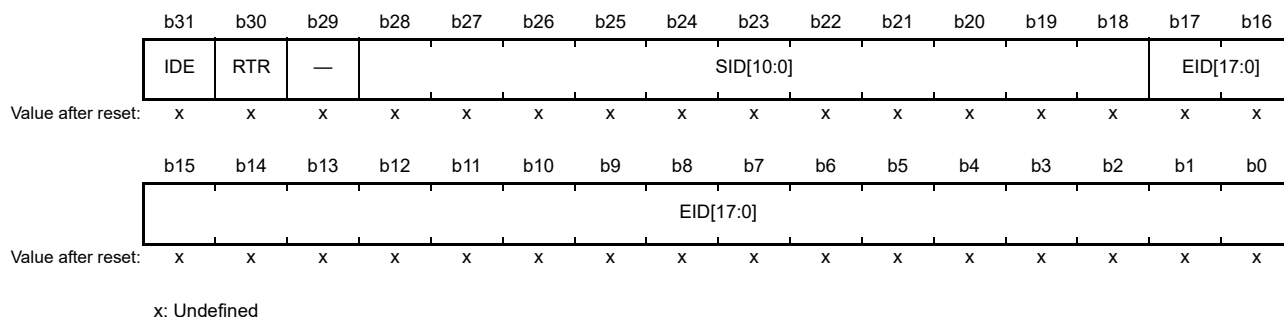 b31 b30 b29 b28 b27 b26 b25 b24 b23 b22 b21 b20 b19 b18 b17 b16
IDE RTR — SID[10:0] EID[17:0]
Value after reset: x x x x x x x x x x x x x x x x
b15 b14 b13 b12 b11 b10 b9 b8 b7 b6 b5 b4 b3 b2 b1 b0
EID[17:0]
Value after reset: x x x x x x x x x x x x x x x x
x: Undefined